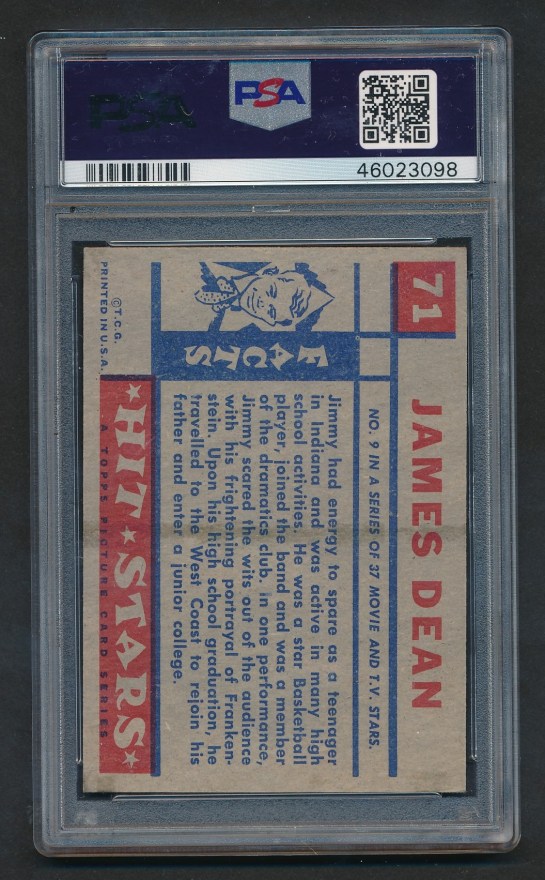 PSA
PSA
46023098
71
JAMES DEAN
NO. 9 IN A SERIES OF 37 MOVIE AND T.V. STARS.
FACTS
Jimmy had energy to spare as a teenager
in Indiana and was active in many high
school activities. He was a star Basketball
player, joined the band and was a member
of the dramatics club. In one performance,
Jimmy scared the wits out of the audience
with his frightening portrayal of Franken-
stein. Upon his high school graduation, he
travelled to the West Coast to rejoin his
father and enter a junior college.
©T.C.G.
PRINTED IN U.S.A.
HIT★STARS
A TOPPS PICTURE CARD SERIES